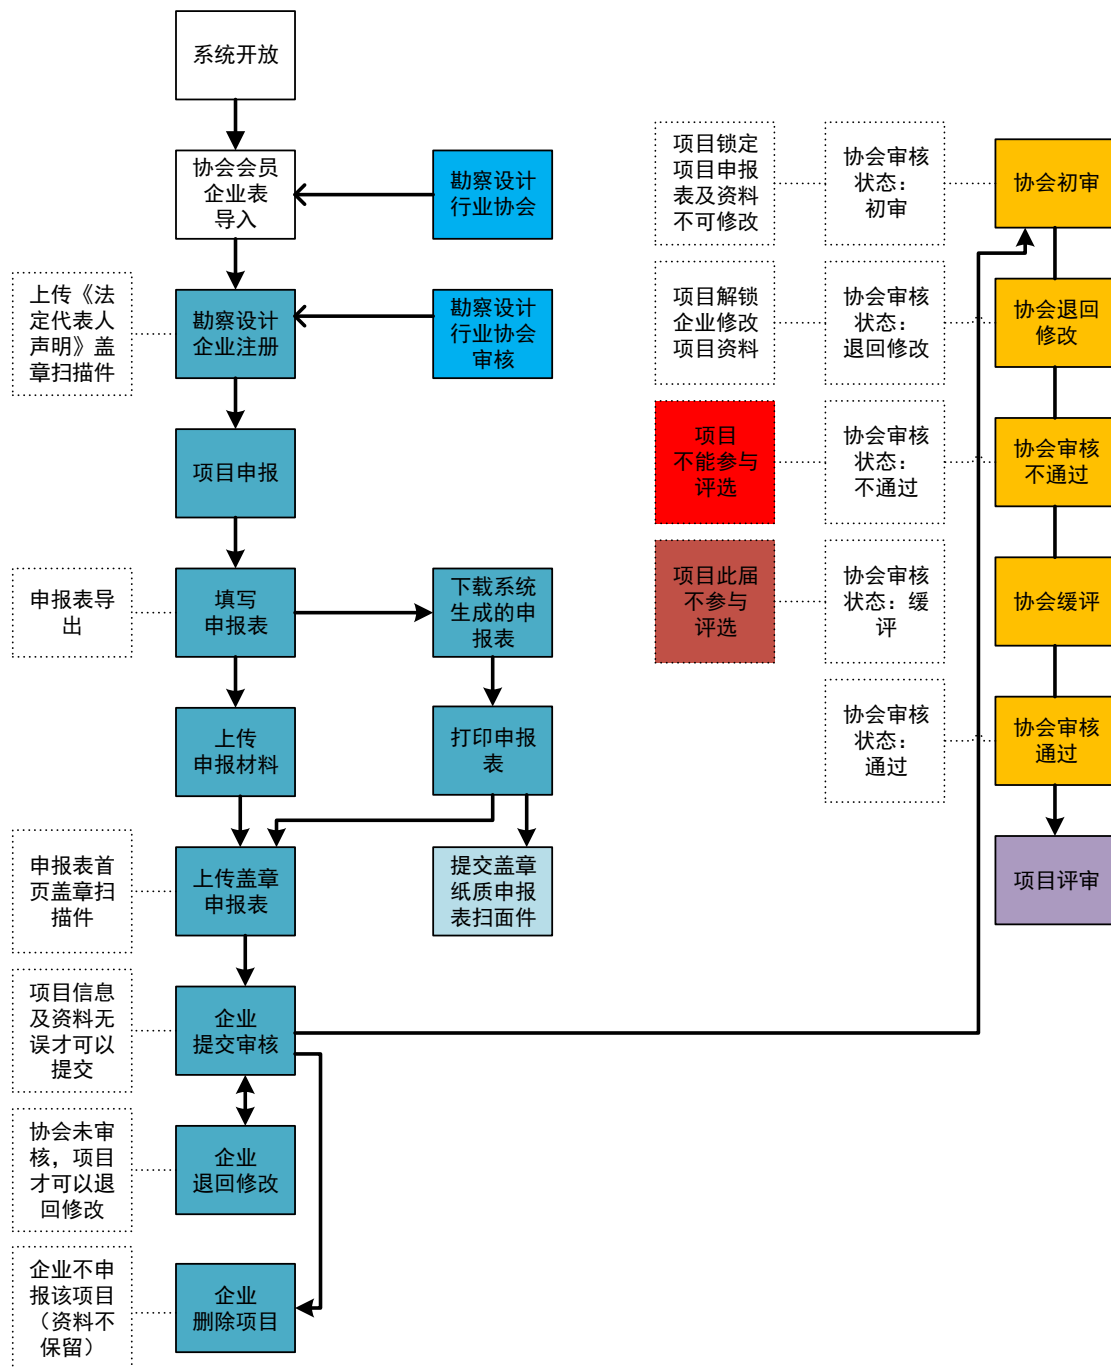 系统开放
协会会员
企业表
导入
勘察设计
行业协会
上传《法
定代表人
声明》盖
章扫描件
勘察设计
企业注册
勘察设计
行业协会
审核
项目申报
申报表导
出
填写
申报表
下载系统
生成的申
报表
上传
申报材料
打印申报
表
申报表首
页盖章扫
描件
上传盖章
申报表
提交盖章
纸质申报
表扫面件
项目信息
及资料无
误才可以
提交
企业
提交审核
协会未审
核，项目
才可以退
回修改
企业
退回修改
企业不申
报该项目
（资料不
保留）
企业
删除项目
项目锁定
项目申报
表及资料
不可修改
协会审核
状态：
初审
协会初审
项目解锁
企业修改
项目资料
协会审核
状态：
退回修改
协会退回
修改
项目
不能参与
评选
协会审核
状态：
不通过
协会审核
不通过
项目此届
不参与
评选
协会审核
状态：缓
评
协会缓评
协会审核
状态：
通过
协会审核
通过
项目评审